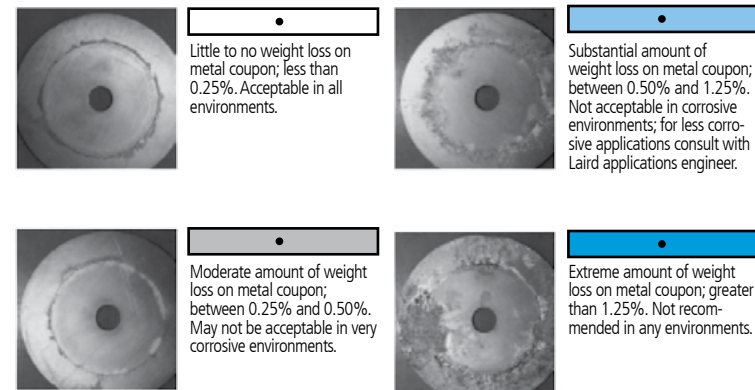 Little to no weight loss on
metal coupon; less than
0.25%. Acceptable in all
environments.
Substantial amount of
weight loss on metal coupon;
between 0.50% and 1.25%.
Not acceptable in corrosive
environments; for less corro-
sive applications consult with
Laird applications engineer.
Moderate amount of weight
loss on metal coupon;
between 0.25% and 0.50%.
May not be acceptable in very
corrosive environments.
Extreme amount of weight
loss on metal coupon; greater
than 1.25%. Not recom-
mended in any environments.